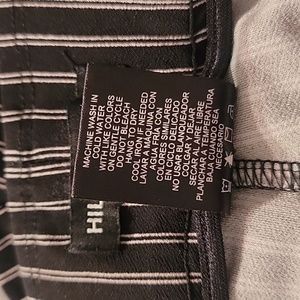 MACHINE WASH IN
COLD WATER
WITH LIKE COLORS
ON GENTLE CYCLE
DO NOT BLEACH
HANG TO DRY
COOL IRON IF NEEDED
LAVAR A MAQUINA CON
AGUA FRIA CON
COLORES SIMILARES
EN CICLO DELICADO
NO USAR BLANQUEADOR
COLGAR Y DEJAR
SECAR AL AIRE LIBRE
PLANCHAR A TEMPERATURA
BAJA CUANDO SEA
NECESARIO
HIL